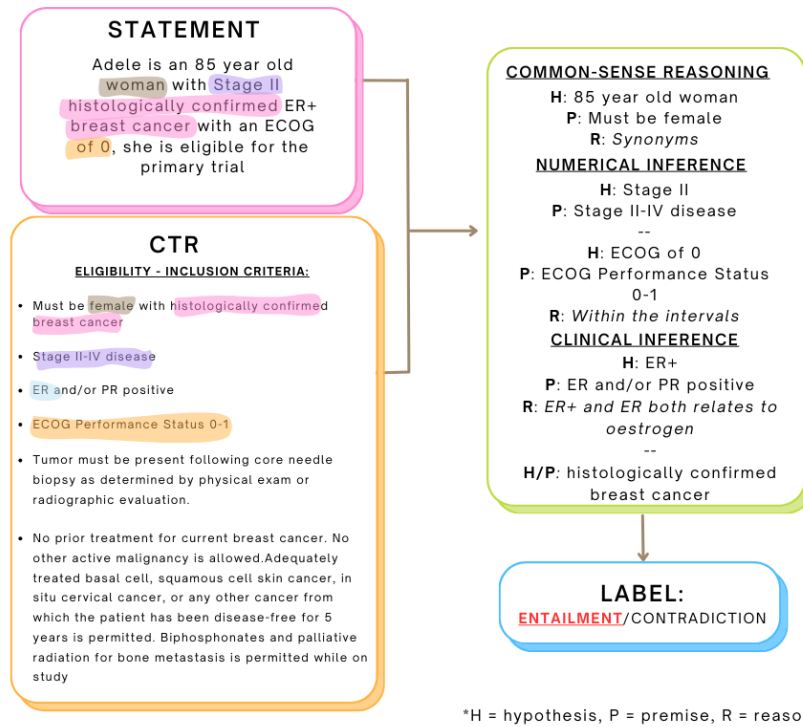 STATEMENT
Adele is an 85 year old
woman with Stage II
histologically confirmed ER+
breast cancer with an ECOG
of 0, she is eligible for the
primary trial
CTR
ELIGIBILITY - INCLUSION CRITERIA:
• Must be female with histologically confirmed
breast cancer
• Stage II-IV disease
• ER and/or PR positive
• ECOG Performance Status 0-1
• Tumor must be present following core needle
biopsy as determined by physical exam or
radiographic evaluation.
• No prior treatment for current breast cancer. No
other active malignancy is allowed.Adequately
treated basal cell, squamous cell skin cancer, in
situ cervical cancer, or any other cancer from
which the patient has been disease-free for 5
years is permitted. Biphosphonates and palliative
radiation for bone metastasis is permitted while on
study
COMMON-SENSE REASONING
H: 85 year old woman
P: Must be female
R: Synonyms
NUMERICAL INFERENCE
H: Stage II
P: Stage II-IV disease
--
H: ECOG of 0
P: ECOG Performance Status
0-1
R: Within the intervals
CLINICAL INFERENCE
H: ER+
P: ER and/or PR positive
R: ER+ and ER both relates to
oestrogen
--
H/P: histologically confirmed
breast cancer
LABEL:
ENTAILMENT/CONTRADICTION
*H = hypothesis, P = premise, R = reaso